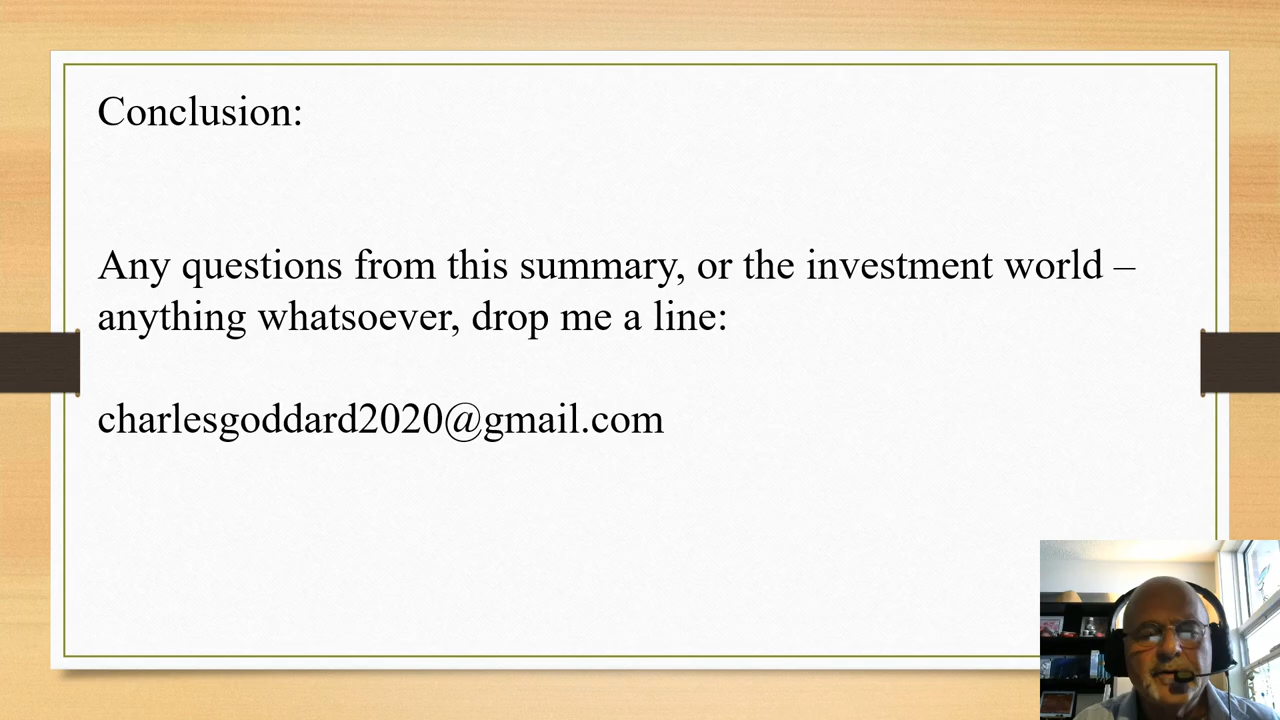 Conclusion:
Any questions from this summary, or the investment world –
anything whatsoever, drop me a line:
charlesgoddard2020@gmail.com